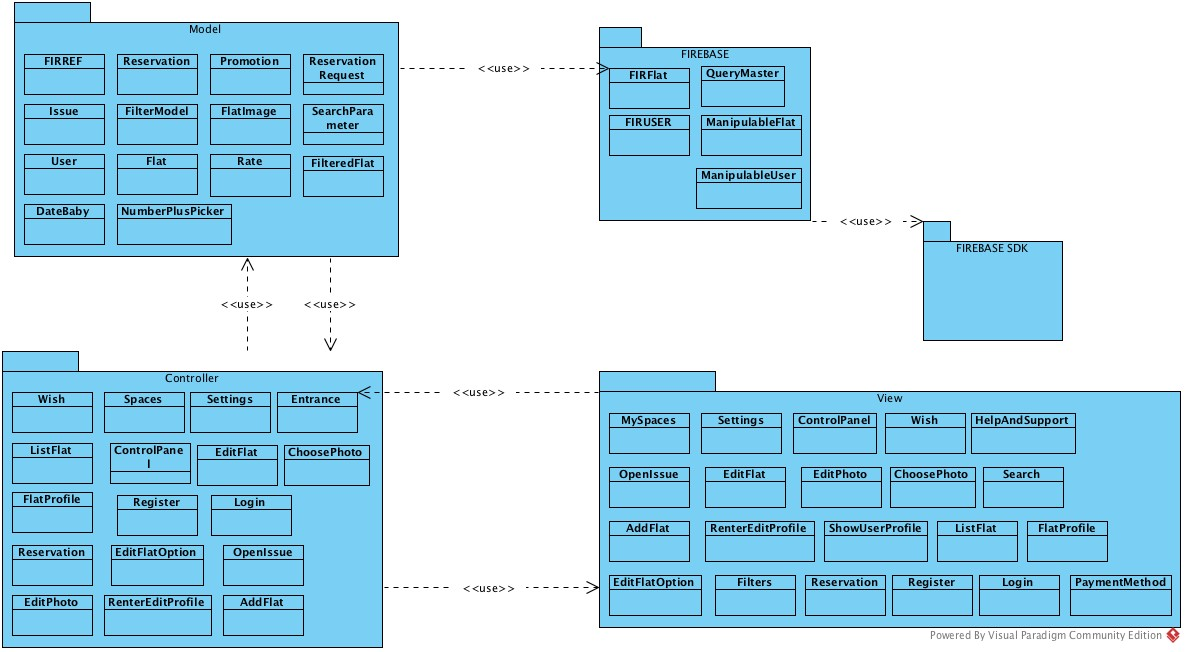 Model
FIRREF
Reservation
Promotion
Reservation
Request
Issue
FilterModel
FlatImage
SearchPara
meter
User
Flat
Rate
FilteredFlat
DateBaby
NumberPlusPicker
<<use>>
FIREBASE
FIRFlat
QueryMaster
FIRUSER
ManipulableFlat
ManipulableUser
<<use>>
FIREBASE SDK
<<use>>
<<use>>
Controller
Wish
Spaces
Settings
Entrance
ListFlat
ControlPane
l
EditFlat
ChoosePhoto
FlatProfile
Register
Login
Reservation
EditFlatOption
OpenIssue
EditPhoto
RenterEditProfile
AddFlat
<<use>>
<<use>>
View
MySpaces
Settings
ControlPanel
Wish
HelpAndSupport
OpenIssue
EditFlat
EditPhoto
ChoosePhoto
Search
AddFlat
RenterEditProfile
ShowUserProfile
ListFlat
FlatProfile
EditFlatOption
Filters
Reservation
Register
Login
PaymentMethod
Powered By Visual Paradigm Community Edition